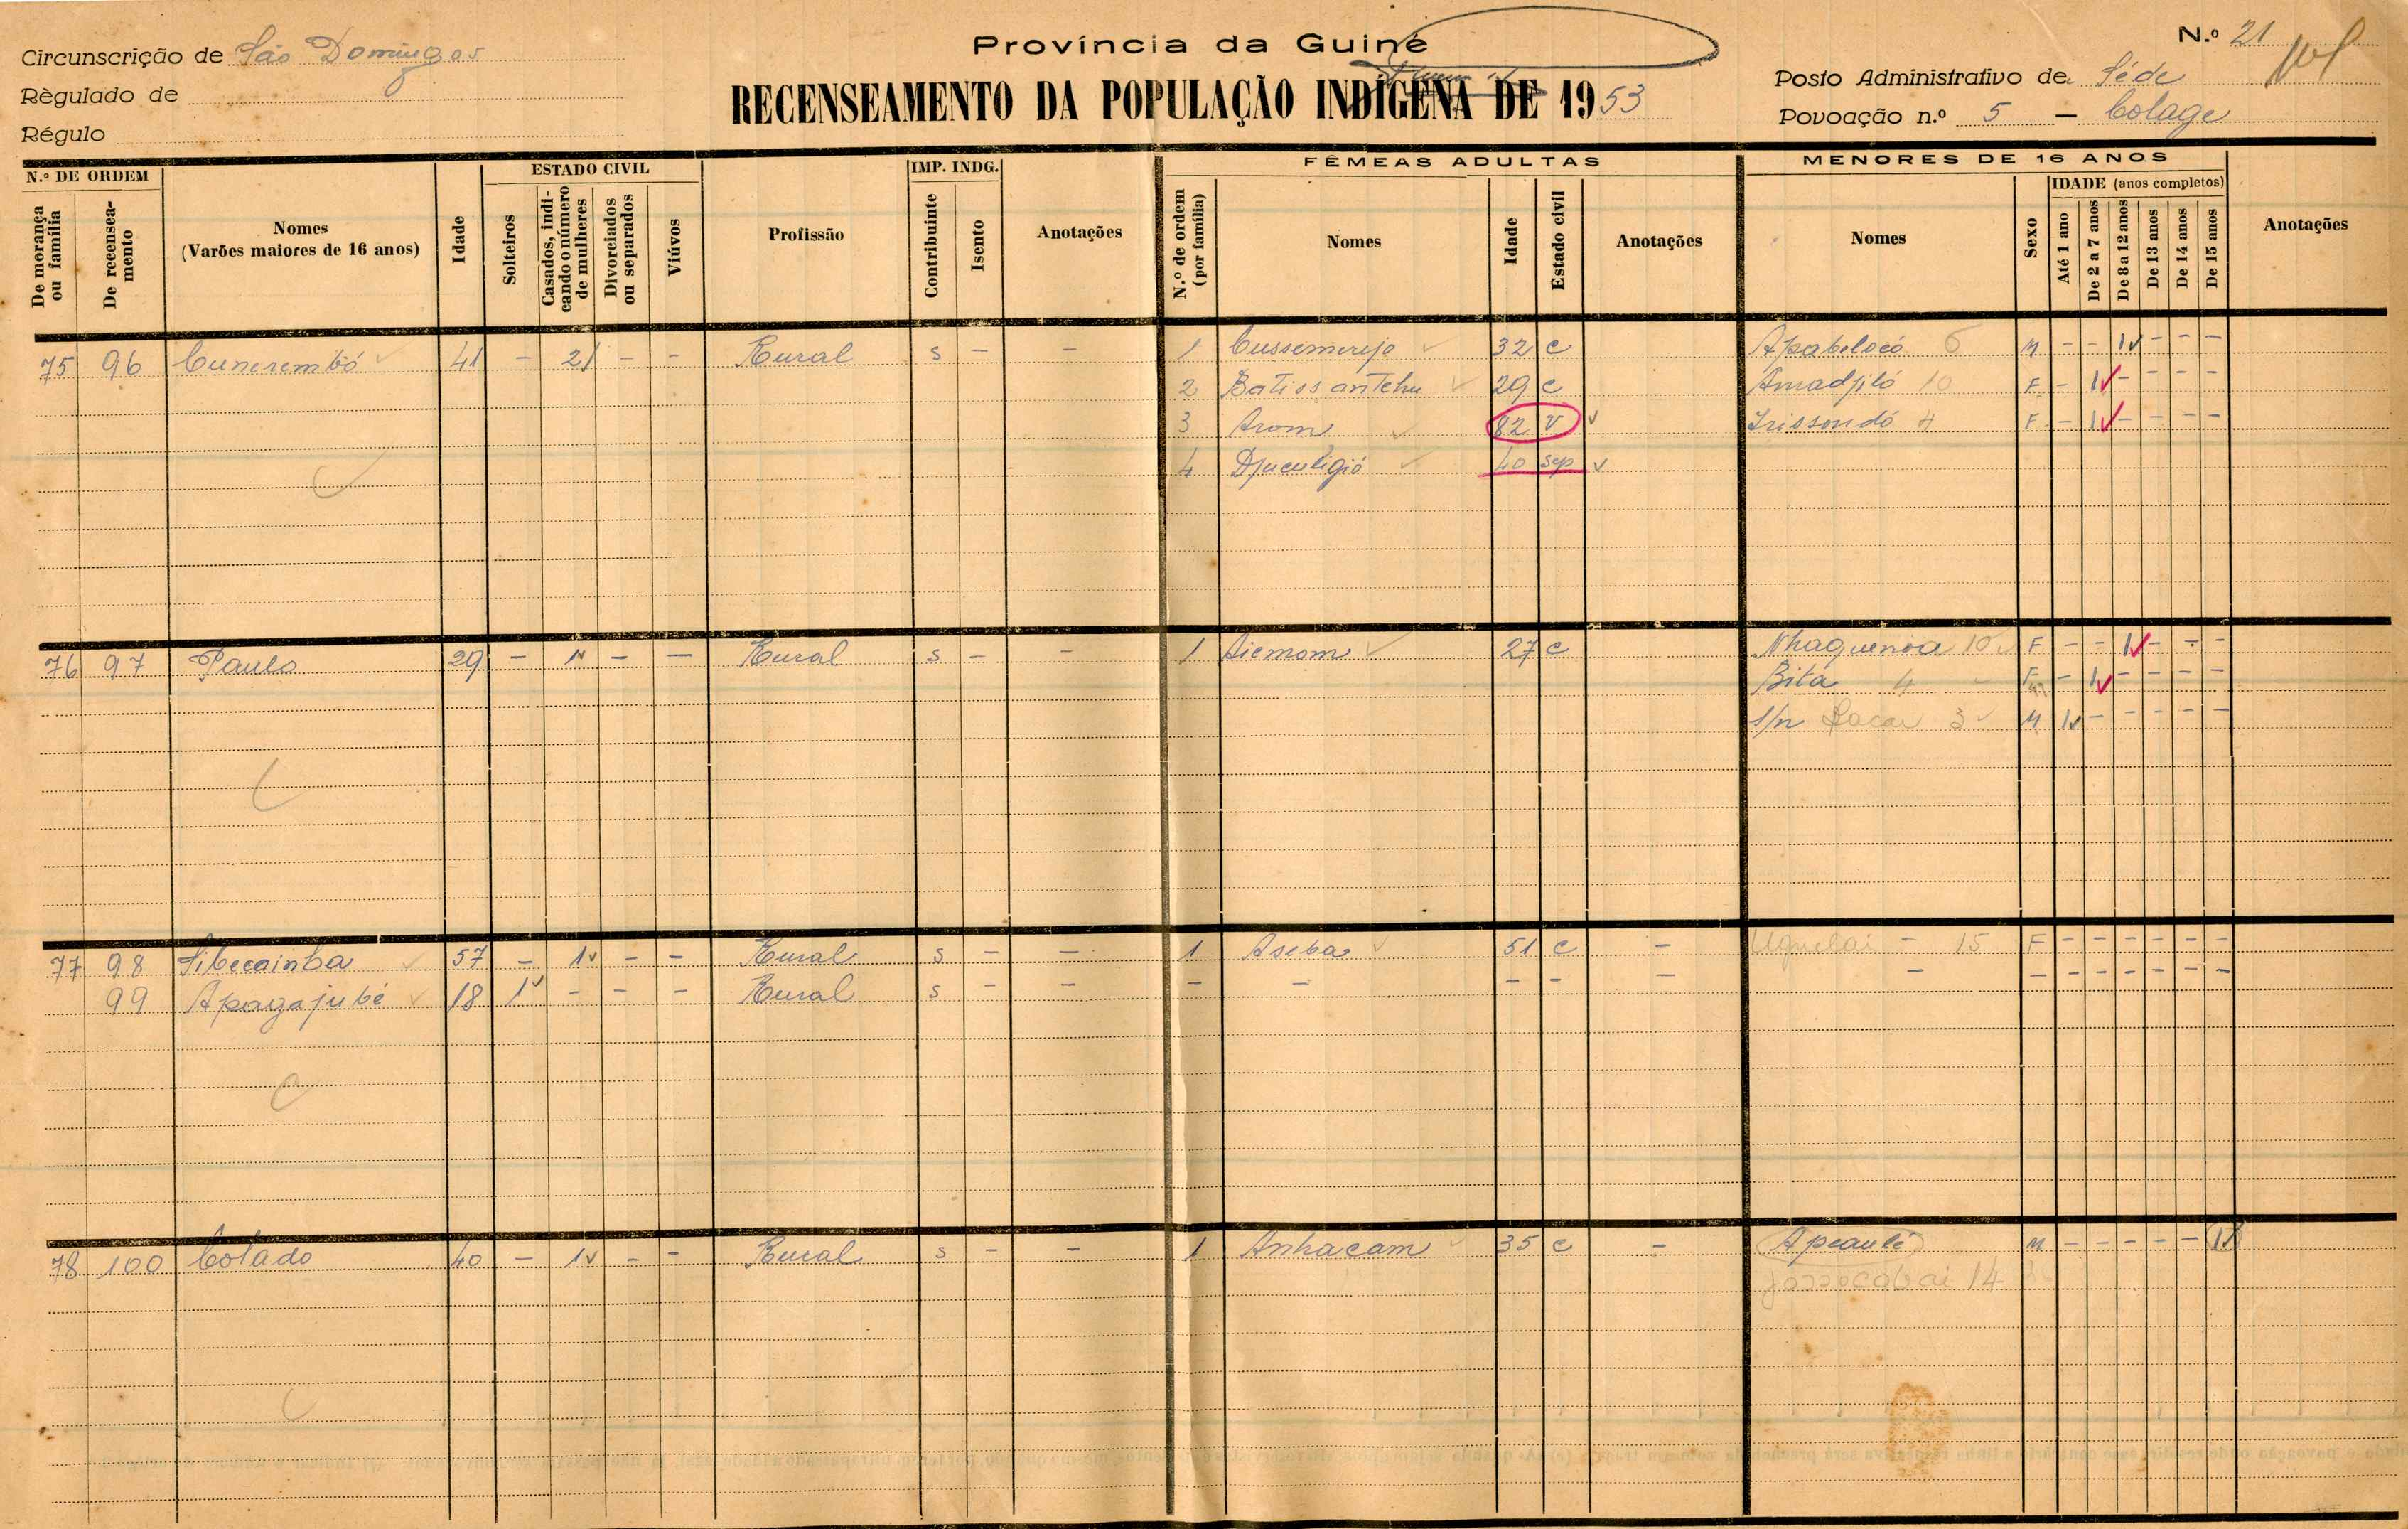 Província da Guiné
N.º 21
Circunscrição de São Domingos
Règulado de
Régulo
RECENSEAMENTO DA POPULAÇÃO INDÍGENA DE 1953
Posto Administrativo de Séde
Povoação n.º 5 — Colage
N.º DE ORDEM
De morança ou família
De recenseamento
Nomes
(Varões maiores de 16 anos)
Idade
ESTADO CIVIL
Solteiros
Casados, indicando o número de mulheres
Divorciados ou separados
Viúvos
Profissão
IMP. INDG.
Contribuinte
Isento
Anotações
FÊMEAS ADULTAS
N.º de ordem (por família)
Nomes
Idade
Estado civil
Anotações
MENORES DE 16 ANOS
Nomes
Sexo
IDADE (anos completos)
Até 1 ano
De 2 a 7 anos
De 8 a 12 anos
De 13 anos
De 14 anos
De 15 anos
Anotações
75 96 Cunerembó 41 - 2 - - Rural s - - 1 Cussemerejo 32 c Apabelocó 6 M - - 1 - - -
2 Batissantchu 29 c Amadjiló 10 F - 1 - - - -
3 Arom 82 V Irissondó 4 F - 1 - - - -
4 Djuculigió 40 sep
76 97 Paulo 29 - 1 - - Rural s - - 1 Siemom 27 c Nhaquenoa 10 F - - 1 - - -
Bita 4 F - 1 - - - -
s/n 3 M 1 - - - - -
77 98 Sibecainba 57 - 1 - - Rural s - - 1 Aseba 51 c - Uguelai - 15 F - - - - - -
99 Apagajubé 18 1 - - - Rural s - - - - - - - - - - - - - - -
78 100 Cotado 40 - 1 - - Rural s - - 1 Anhacam 35 c - Apeaulé M - - - - - 1
Jossocabai 14